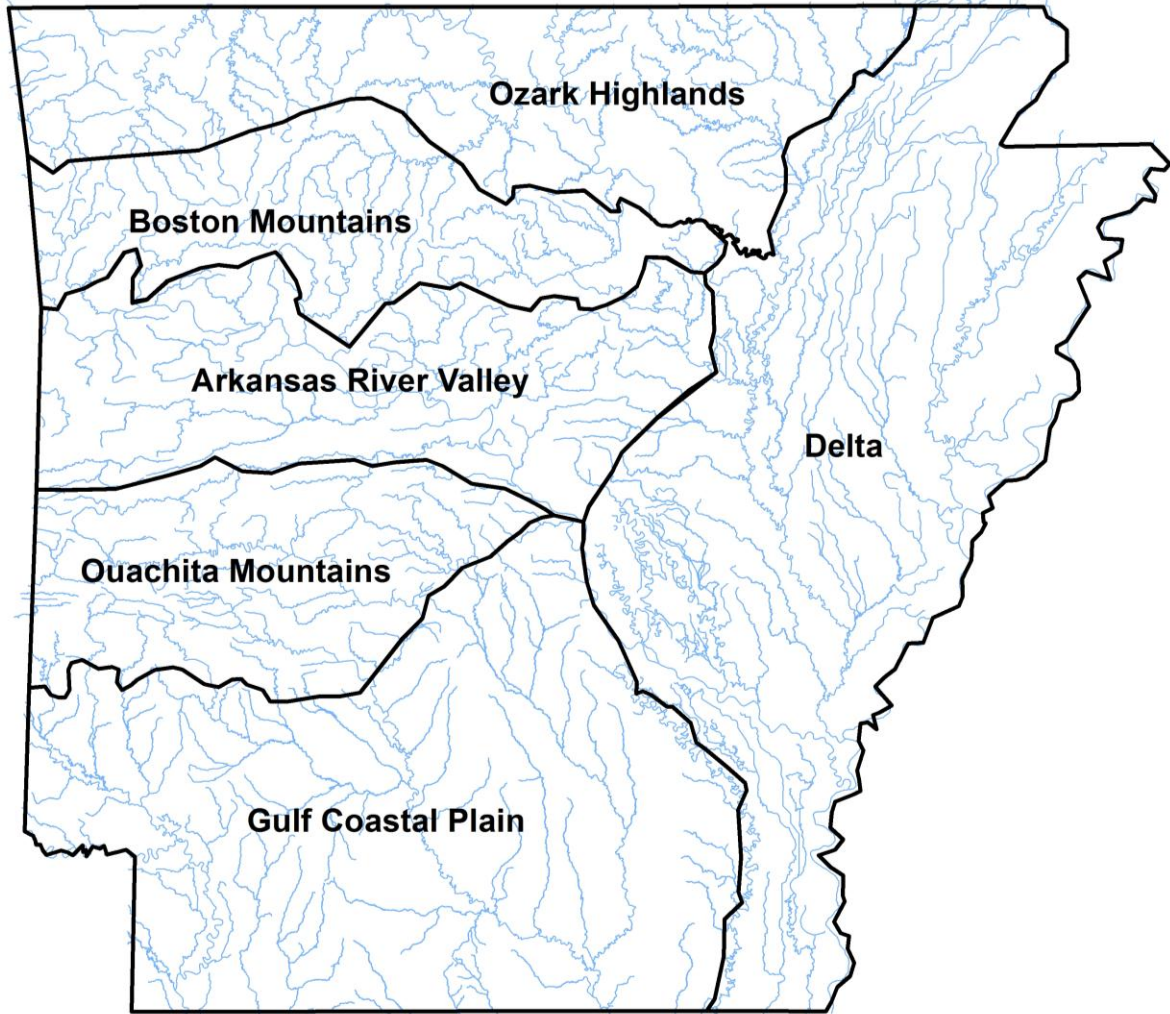 Ozark Highlands
Boston Mountains
Arkansas River Valley
Delta
Ouachita Mountains
Gulf Coastal Plain